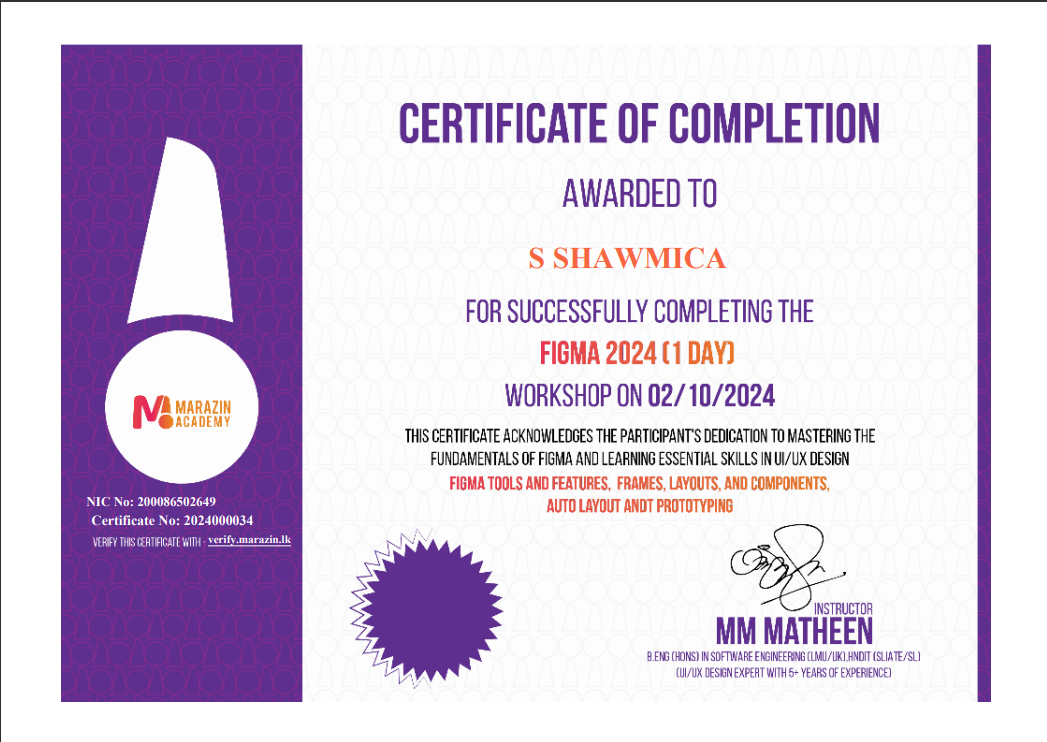 CERTIFICATE OF COMPLETION
AWARDED TO
S SHAWMICA
FOR SUCCESSFULLY COMPLETING THE
FIGMA 2024 (1 DAY)
WORKSHOP ON 02/10/2024
THIS CERTIFICATE ACKNOWLEDGES THE PARTICIPANT'S DEDICATION TO MASTERING THE
FUNDAMENTALS OF FIGMA AND LEARNING ESSENTIAL SKILLS IN UI/UX DESIGN
FIGMA TOOLS AND FEATURES, FRAMES, LAYOUTS, AND COMPONENTS,
AUTO LAYOUT ANDT PROTOTYPING
MARAZIN
ACADEMY
NIC No: 200086502649
Certificate No: 2024000034
VERIFY THIS CERTIFICATE WITH - verify.marazin.lk
INSTRUCTOR
MM MATHEEN
B.ENG (HONS) IN SOFTWARE ENGINEERING (LMU/UK),HNDIT (SLIATE/SL)
(UI/UX DESIGN EXPERT WITH 5+ YEARS OF EXPERIENCE)